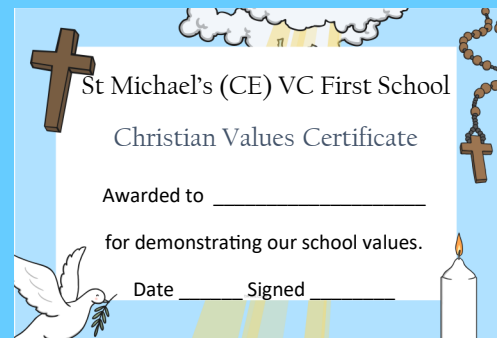 St Michael's (CE) VC First School
Christian Values Certificate
Awarded to ____________________
for demonstrating our school values.
Date ______ Signed ________